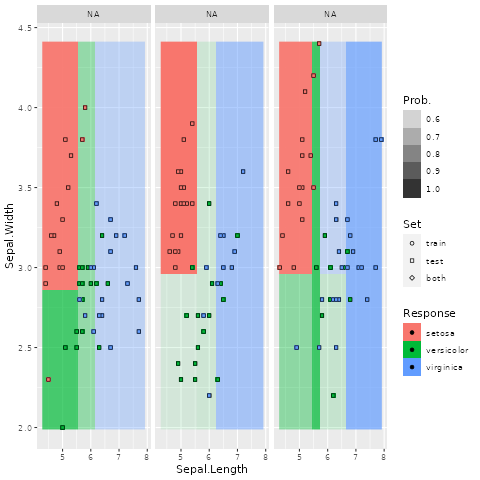 NA NA NA
4.5
4.0
3.5
3.0
2.5
2.0
Sepal.Width
5 6 7 8 5 6 7 8 5 6 7 8
Sepal.Length
Prob.
0.6
0.7
0.8
0.9
1.0
Set
train
test
both
Response
setosa
versicolor
virginica